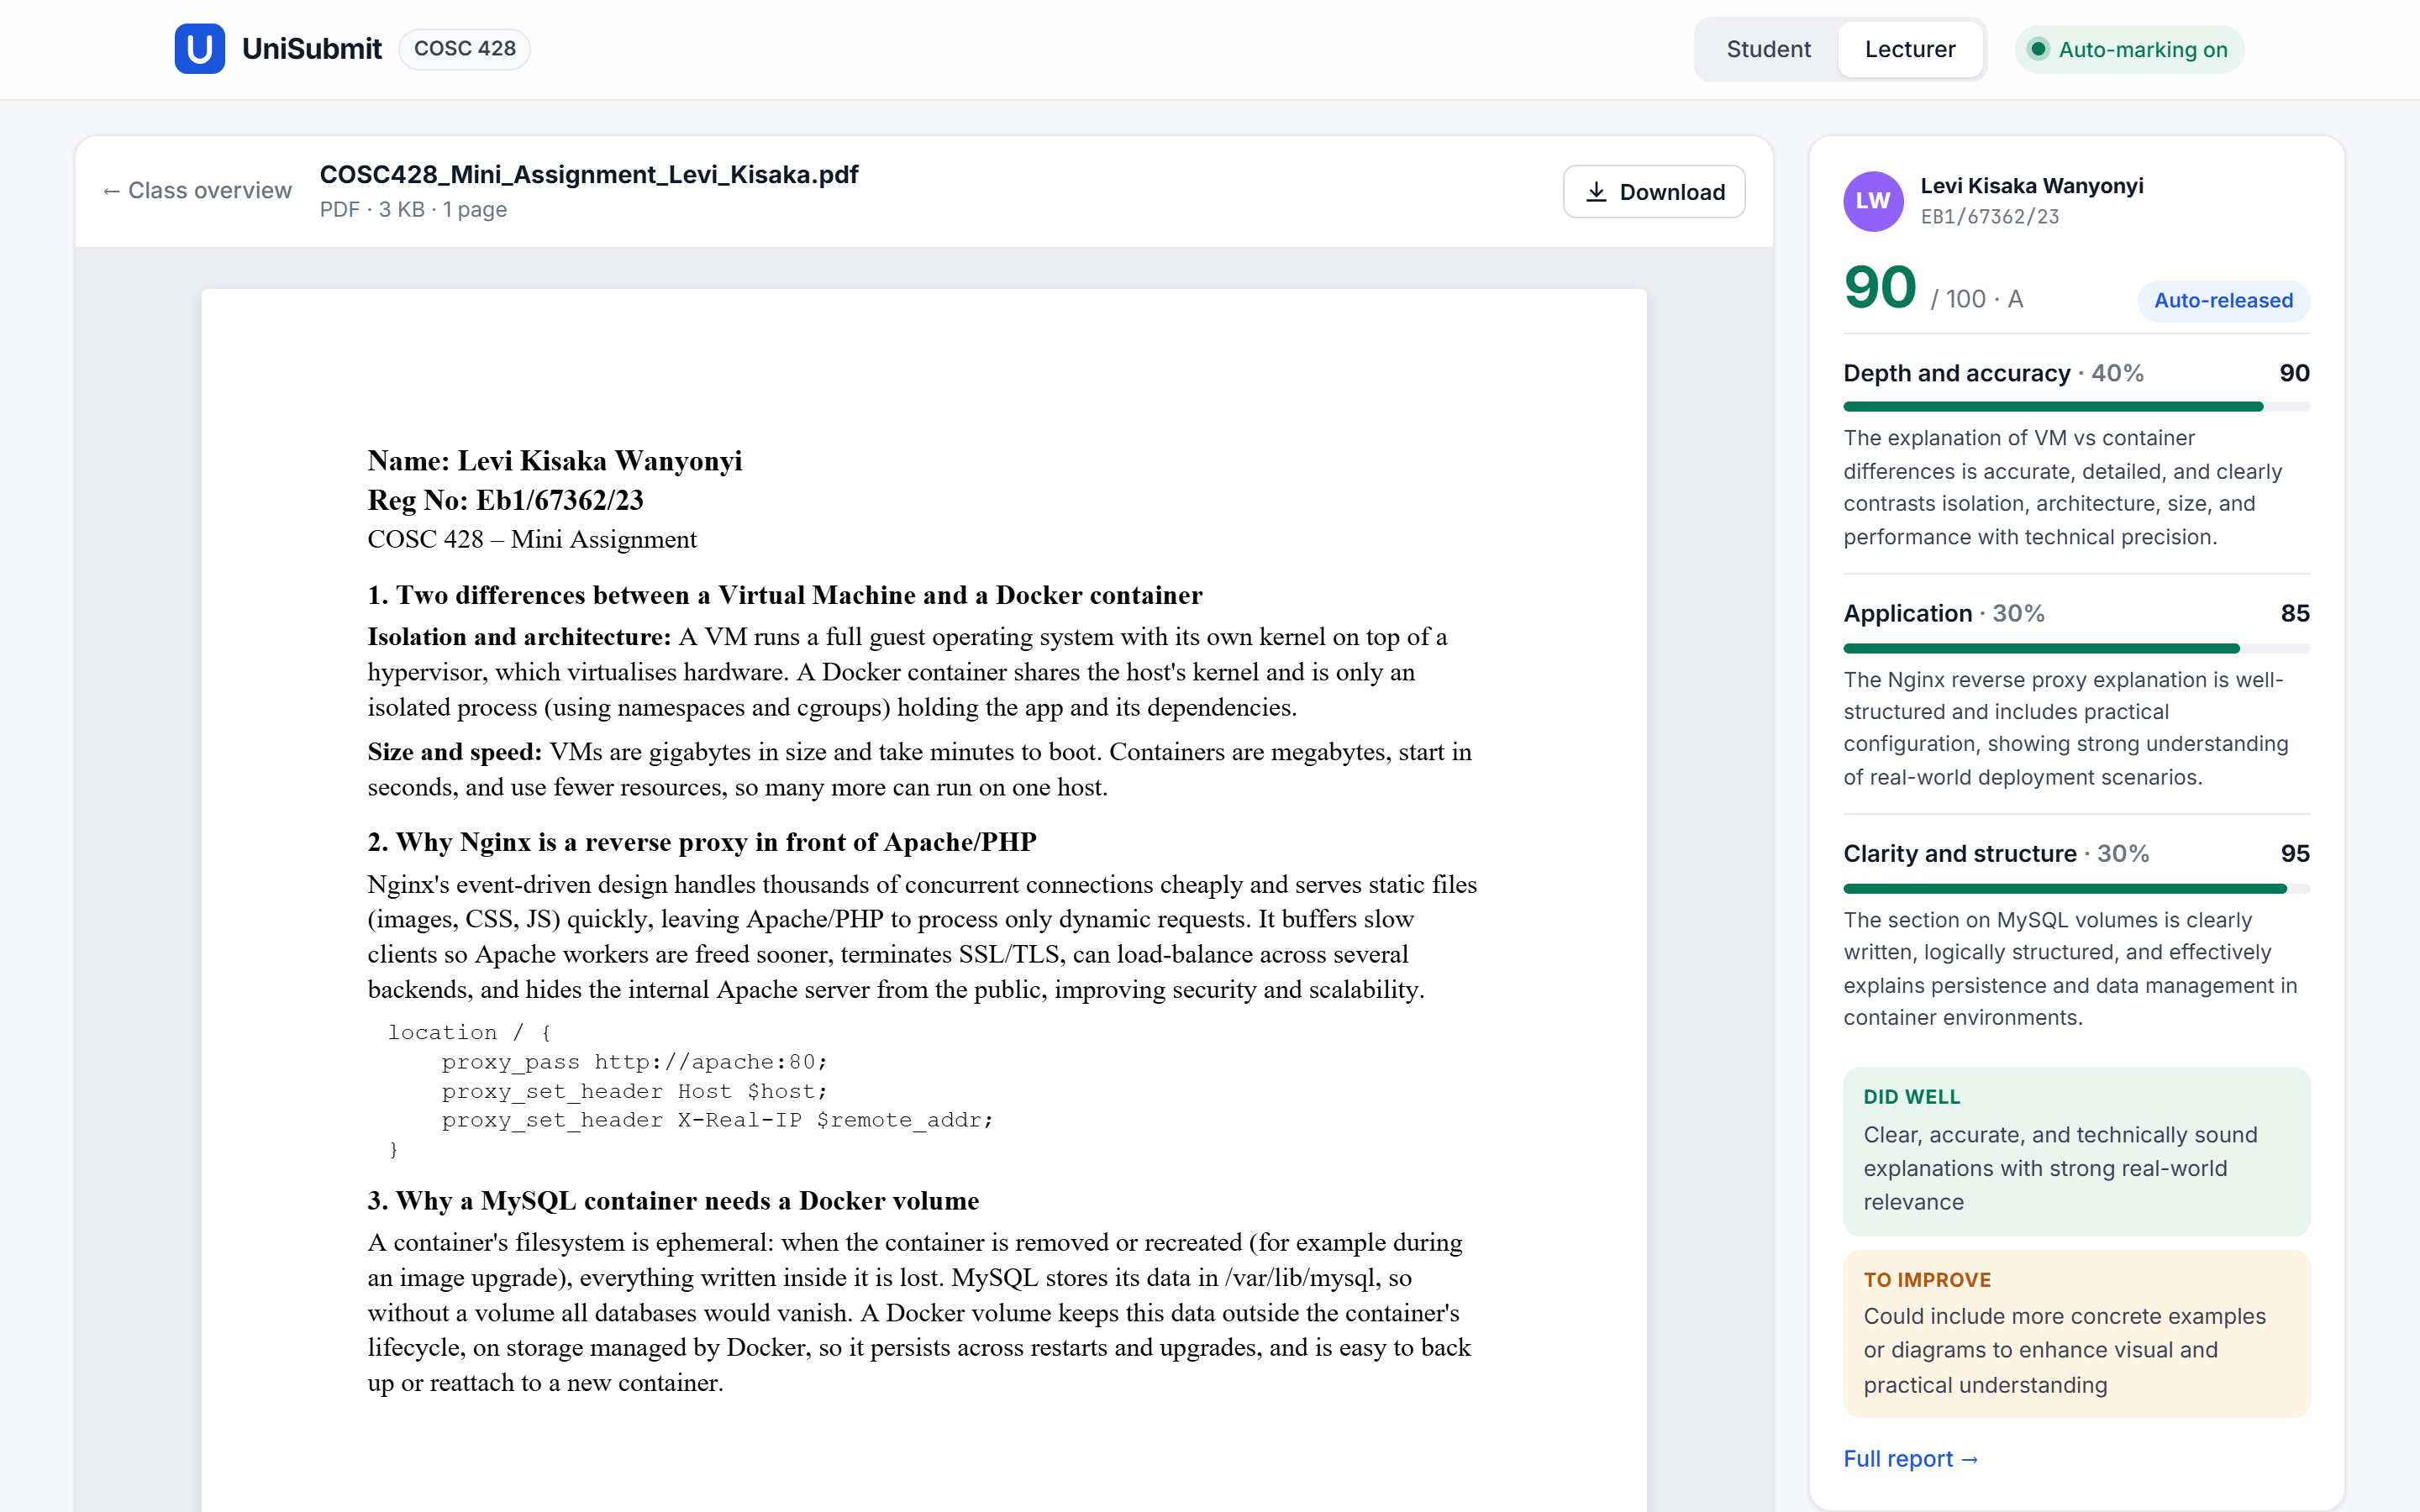 U UniSubmit COSC 428
Student Lecturer Auto-marking on
← Class overview
COSC428_Mini_Assignment_Levi_Kisaka.pdf
PDF · 3 KB · 1 page
Download
Name: Levi Kisaka Wanyonyi
Reg No: Eb1/67362/23
COSC 428 – Mini Assignment
1. Two differences between a Virtual Machine and a Docker container
Isolation and architecture: A VM runs a full guest operating system with its own kernel on top of a
hypervisor, which virtualises hardware. A Docker container shares the host's kernel and is only an
isolated process (using namespaces and cgroups) holding the app and its dependencies.
Size and speed: VMs are gigabytes in size and take minutes to boot. Containers are megabytes, start in
seconds, and use fewer resources, so many more can run on one host.
2. Why Nginx is a reverse proxy in front of Apache/PHP
Nginx's event-driven design handles thousands of concurrent connections cheaply and serves static files
(images, CSS, JS) quickly, leaving Apache/PHP to process only dynamic requests. It buffers slow
clients so Apache workers are freed sooner, terminates SSL/TLS, can load-balance across several
backends, and hides the internal Apache server from the public, improving security and scalability.
location / {
    proxy_pass http://apache:80;
    proxy_set_header Host $host;
    proxy_set_header X-Real-IP $remote_addr;
}
3. Why a MySQL container needs a Docker volume
A container's filesystem is ephemeral: when the container is removed or recreated (for example during
an image upgrade), everything written inside it is lost. MySQL stores its data in /var/lib/mysql, so
without a volume all databases would vanish. A Docker volume keeps this data outside the container's
lifecycle, on storage managed by Docker, so it persists across restarts and upgrades, and is easy to back
up or reattach to a new container.
LW
Levi Kisaka Wanyonyi
EB1/67362/23
90 / 100 · A
Auto-released
Depth and accuracy · 40% 90
The explanation of VM vs container
differences is accurate, detailed, and clearly
contrasts isolation, architecture, size, and
performance with technical precision.
Application · 30% 85
The Nginx reverse proxy explanation is well-
structured and includes practical
configuration, showing strong understanding
of real-world deployment scenarios.
Clarity and structure · 30% 95
The section on MySQL volumes is clearly
written, logically structured, and effectively
explains persistence and data management in
container environments.
DID WELL
Clear, accurate, and technically sound
explanations with strong real-world
relevance
TO IMPROVE
Could include more concrete examples
or diagrams to enhance visual and
practical understanding
Full report →